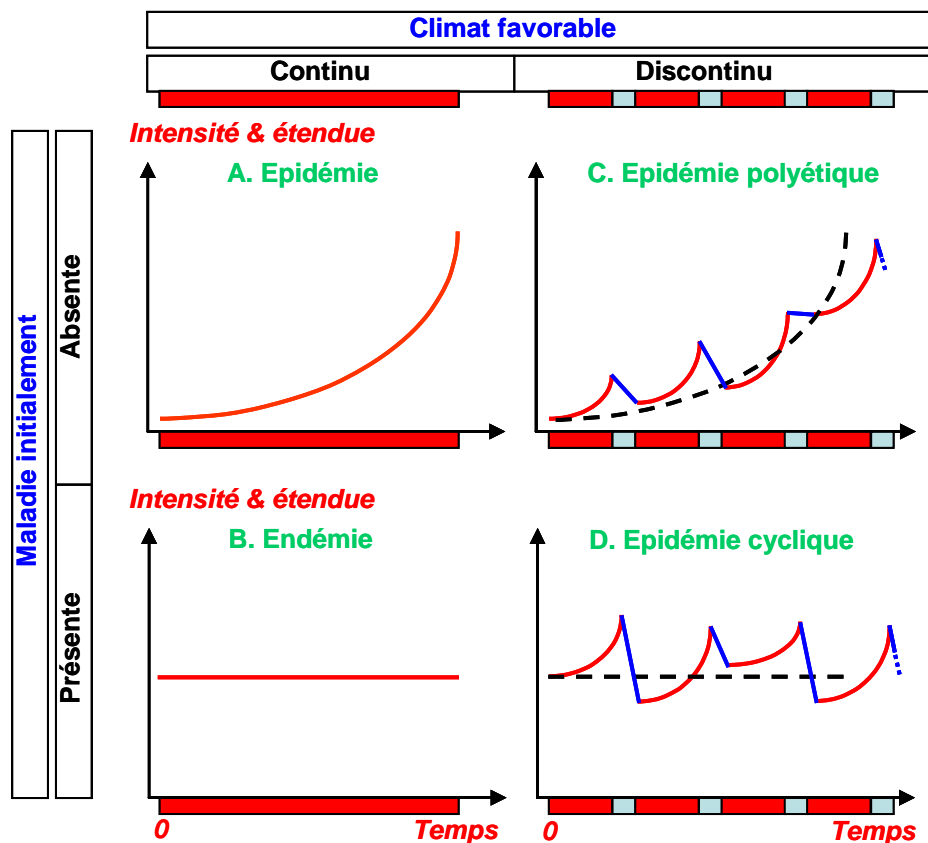 Climat favorable
Continu
Discontinu
Maladie initialement
Absente
Présente
Intensité & étendue
A. Epidémie
C. Epidémie polyétique
Intensité & étendue
B. Endémie
D. Epidémie cyclique
0
Temps
0
Temps